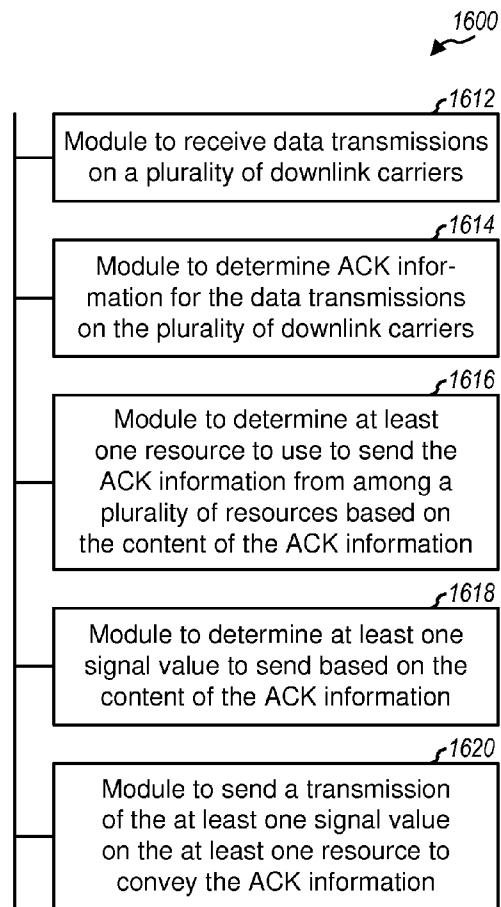 1600
1612
Module to receive data transmissions
on a plurality of downlink carriers
1614
Module to determine ACK infor-
mation for the data transmissions
on the plurality of downlink carriers
1616
Module to determine at least
one resource to use to send the
ACK information from among a
plurality of resources based on
the content of the ACK information
1618
Module to determine at least one
signal value to send based on the
content of the ACK information
1620
Module to send a transmission
of the at least one signal value
on the at least one resource to
convey the ACK information